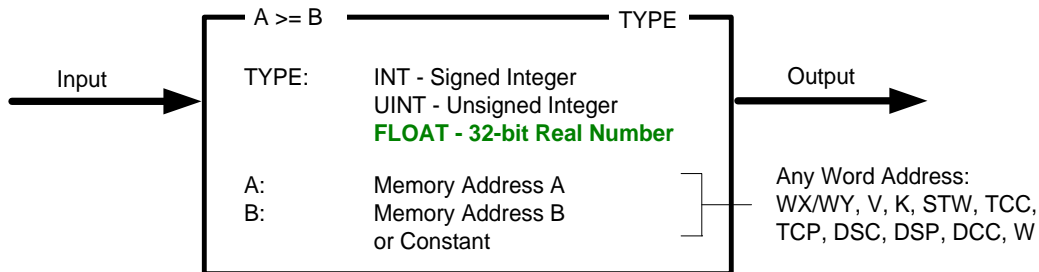 A >= B TYPE
Input
TYPE: INT - Signed Integer
UINT - Unsigned Integer
FLOAT - 32-bit Real Number
A: Memory Address A
B: Memory Address B
or Constant
Output
Any Word Address:
WX/WY, V, K, STW, TCC,
TCP, DSC, DSP, DCC, W